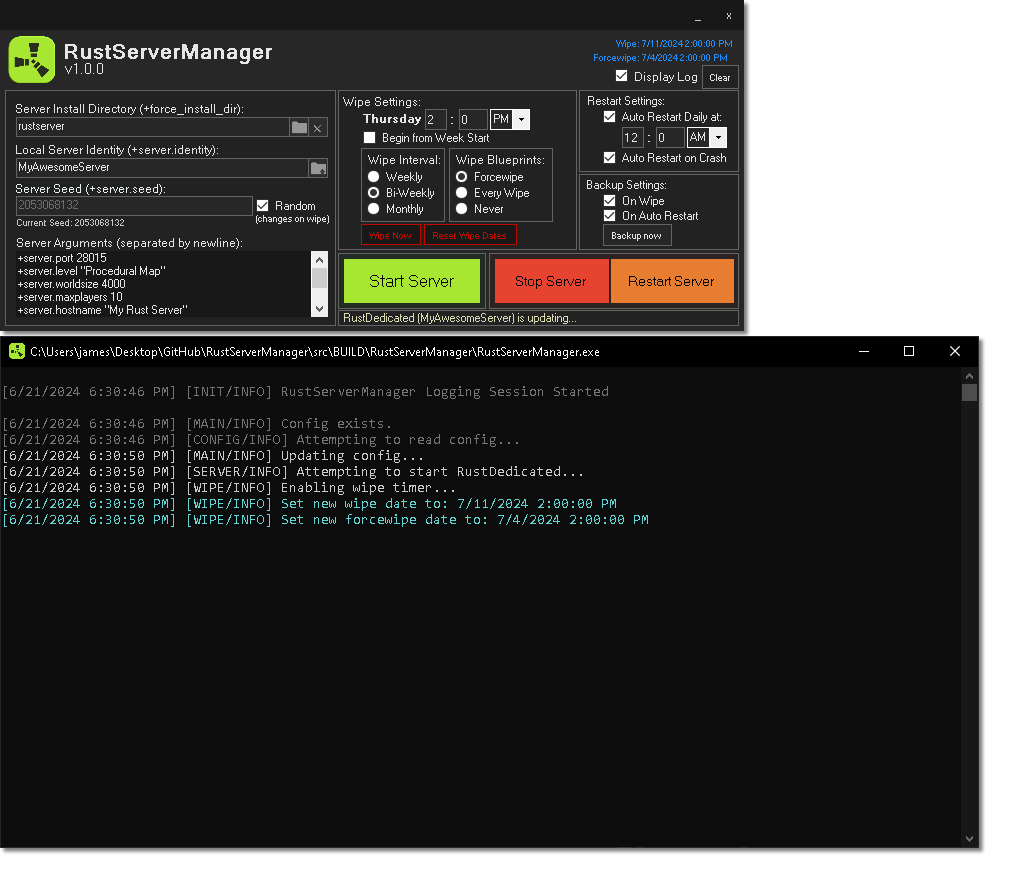 _ x
RustServerManager
v1.0.0
Wipe: 7/11/2024 2:00:00 PM
Forcewipe: 7/4/2024 2:00:00 PM
Display Log Clear
Server Install Directory (+force_install_dir):
rustserver
Local Server Identity (+server.identity):
MyAwesomeServer
Server Seed (+server.seed):
2053068132 Random
(changes on wipe)
Current Seed: 2053068132
Server Arguments (separated by newline):
+server.port 28015
+server.level "Procedural Map"
+server.worldsize 4000
+server.maxplayers 10
+server.hostname "My Rust Server"
Wipe Settings:
Thursday 2 : 0 PM
Begin from Week Start
Wipe Interval:
Weekly
Bi-Weekly
Monthly
Wipe Blueprints:
Forcewipe
Every Wipe
Never
Wipe Now Reset Wipe Dates
Restart Settings:
Auto Restart Daily at:
12 : 0 AM
Auto Restart on Crash
Backup Settings:
On Wipe
On Auto Restart
Backup now
Start Server Stop Server Restart Server
RustDedicated (MyAwesomeServer) is updating...
C:\Users\james\Desktop\GitHub\RustServerManager\src\BUILD\RustServerManager\RustServerManager.exe
[6/21/2024 6:30:46 PM] [INIT/INFO] RustServerManager Logging Session Started
[6/21/2024 6:30:46 PM] [MAIN/INFO] Config exists.
[6/21/2024 6:30:46 PM] [CONFIG/INFO] Attempting to read config...
[6/21/2024 6:30:50 PM] [MAIN/INFO] Updating config...
[6/21/2024 6:30:50 PM] [SERVER/INFO] Attempting to start RustDedicated...
[6/21/2024 6:30:50 PM] [WIPE/INFO] Enabling wipe timer...
[6/21/2024 6:30:50 PM] [WIPE/INFO] Set new wipe date to: 7/11/2024 2:00:00 PM
[6/21/2024 6:30:50 PM] [WIPE/INFO] Set new forcewipe date to: 7/4/2024 2:00:00 PM